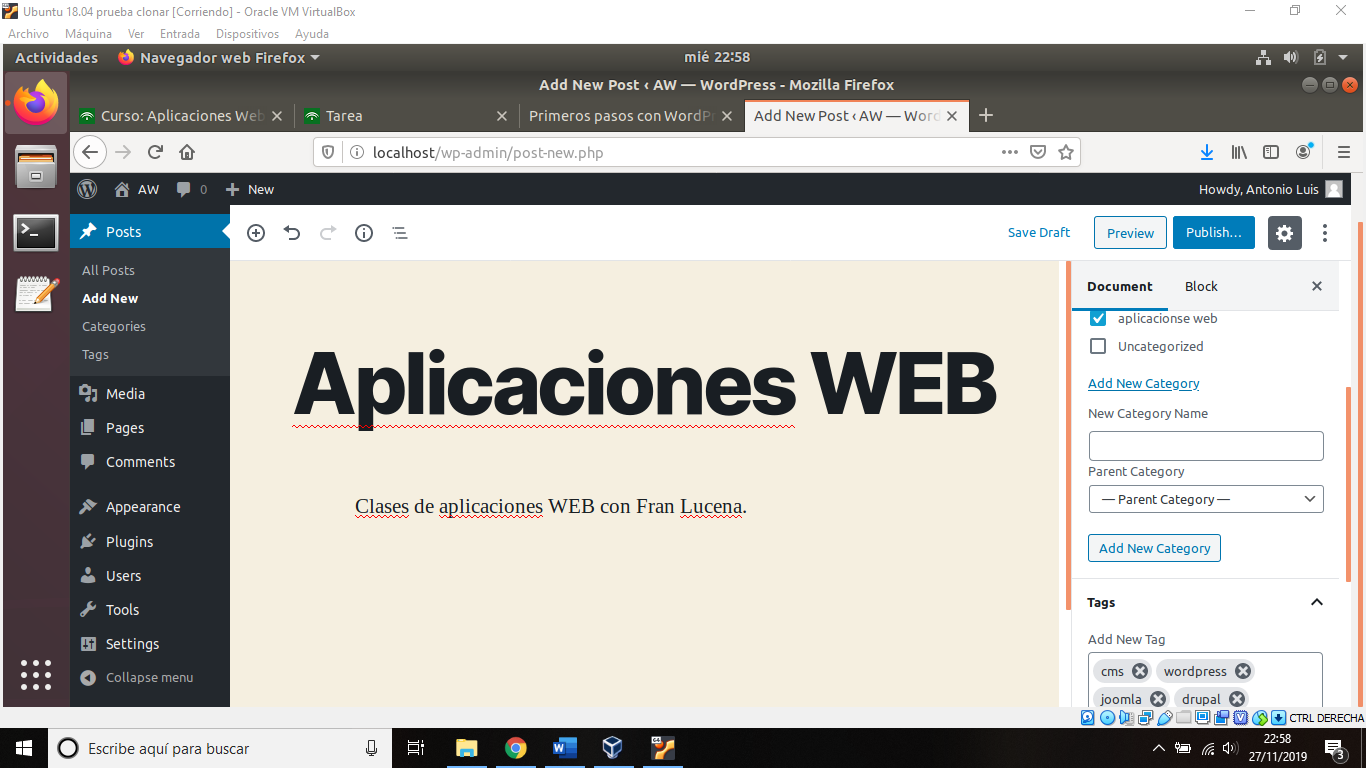 Ubuntu 18.04 prueba clonar [Corriendo] - Oracle VM VirtualBox
Archivo Máquina Ver Entrada Dispositivos Ayuda
Actividades Navegador web Firefox mié 22:58
Add New Post ‹ AW — WordPress - Mozilla Firefox
Curso: Aplicaciones Web Tarea Primeros pasos con WordPr Add New Post ‹ AW — Word
localhost/wp-admin/post-new.php
AW 0 New Howdy, Antonio Luis
Posts
All Posts
Add New
Categories
Tags
Media
Pages
Comments
Appearance
Plugins
Users
Tools
Settings
Collapse menu
Save Draft Preview Publish...
Aplicaciones WEB
Clases de aplicaciones WEB con Fran Lucena.
Document Block
aplicacionse web
Uncategorized
Add New Category
New Category Name
Parent Category
— Parent Category —
Add New Category
Tags
Add New Tag
cms wordpress
joomla drupal
CTRL DERECHA
Escribe aquí para buscar
22:58
27/11/2019
3